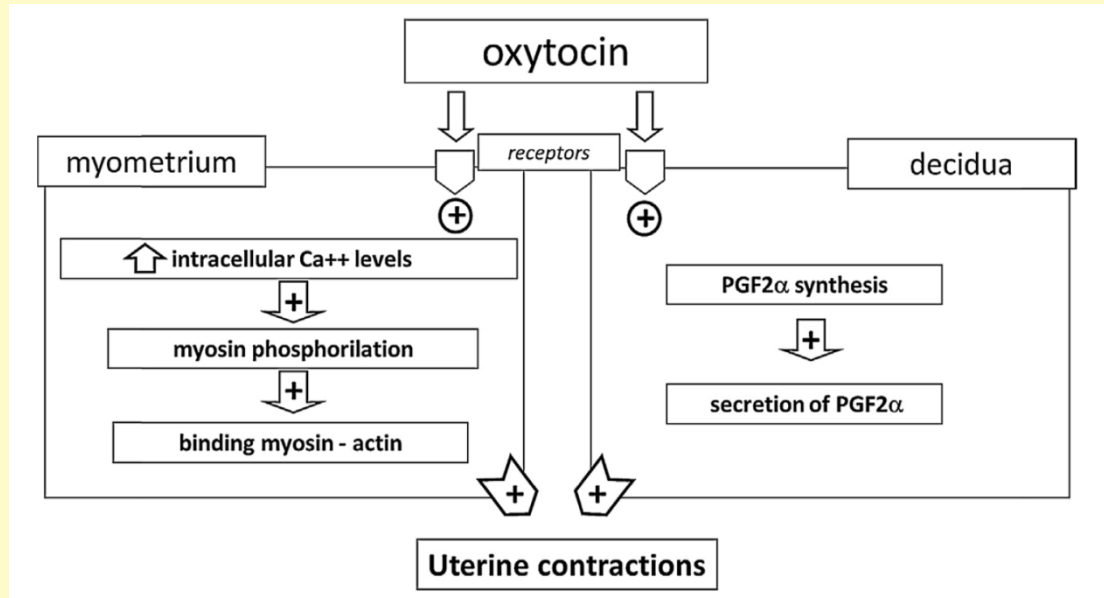 oxytocin
receptors
myometrium
decidua
+
+
intracellular Ca++ levels
+
myosin phosphorilation
+
binding myosin - actin
PGF2α synthesis
+
secretion of PGF2α
+
+
Uterine contractions